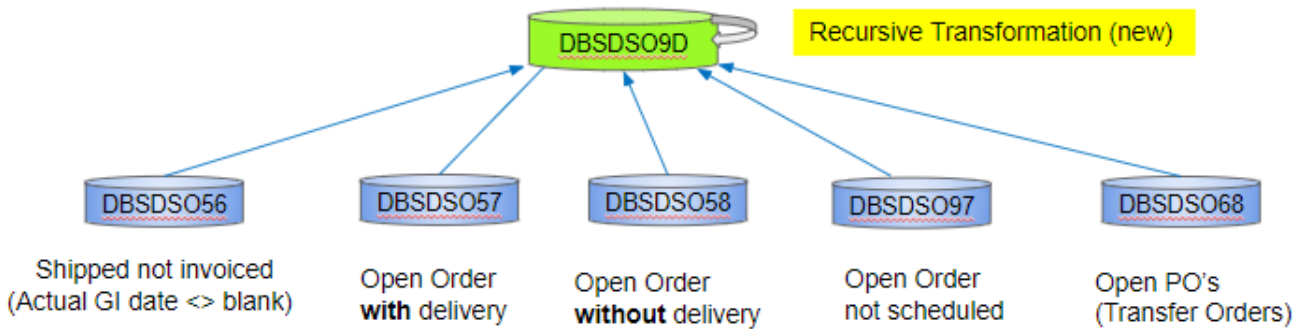 DBSDSO9D
Recursive Transformation (new)
DBSDSO56
DBSDSO57
DBSDSO58
DBSDSO97
DBSDSO68
Shipped not invoiced
(Actual GI date <> blank)
Open Order
with delivery
Open Order
without delivery
Open Order
not scheduled
Open PO's
(Transfer Orders)